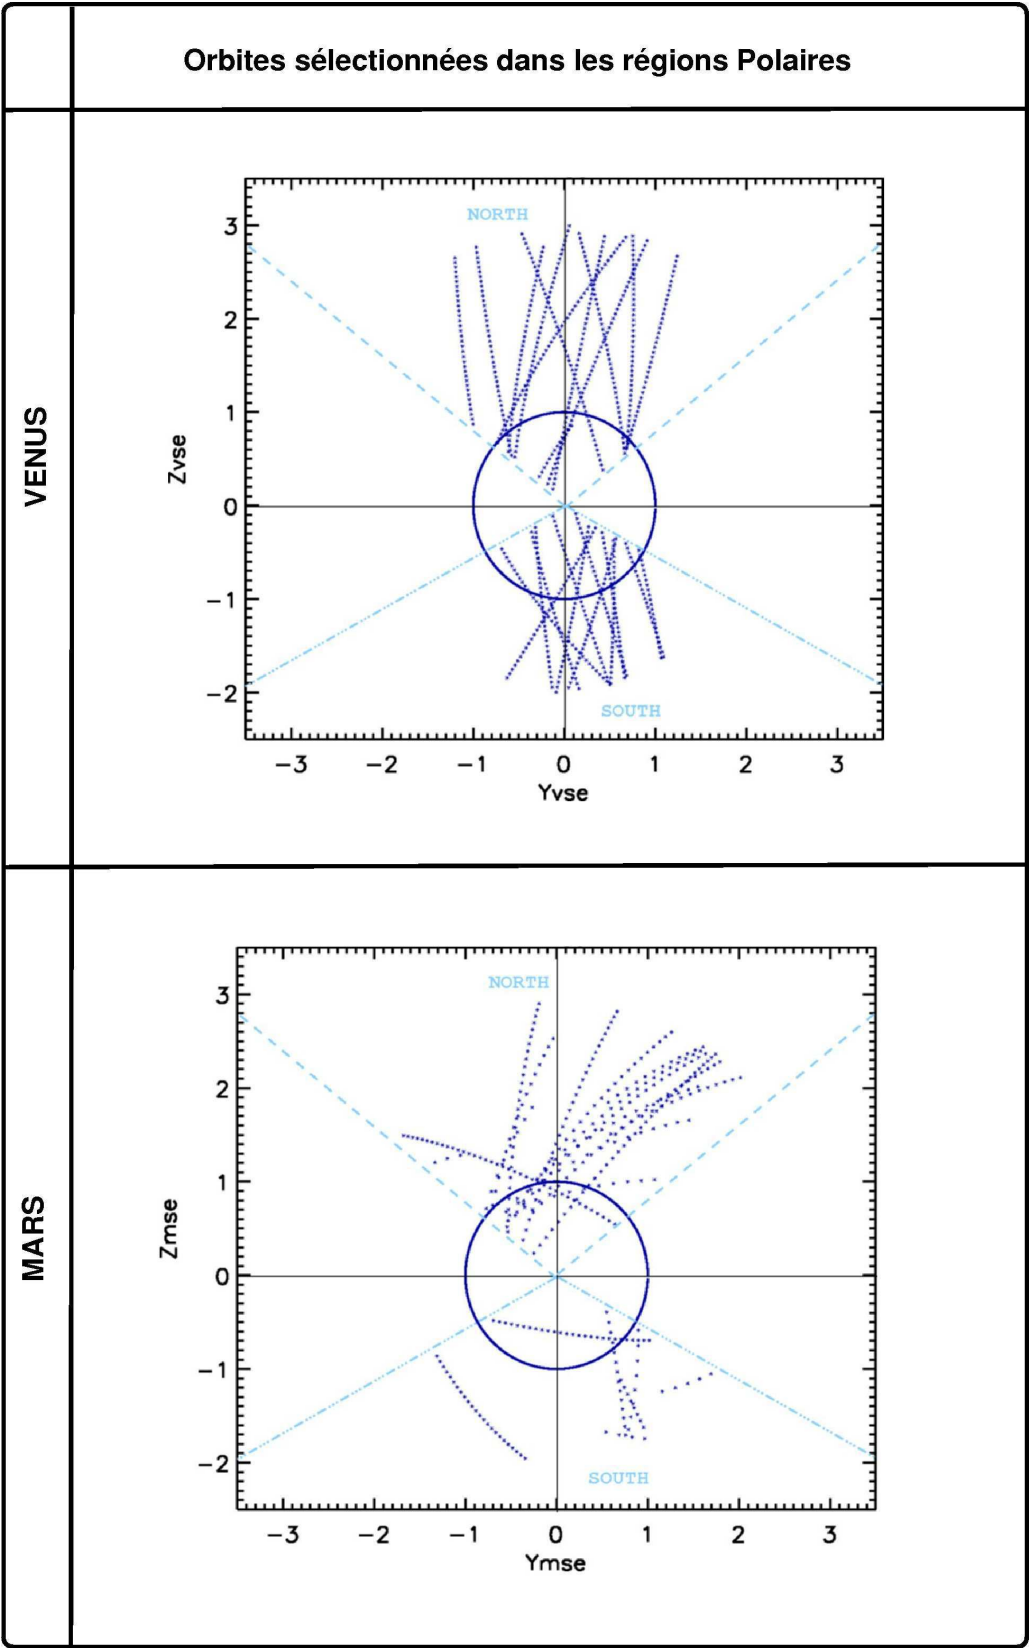 Orbites sélectionnées dans les régions Polaires
VENUS
NORTH
3
2
1
0
−1
−2
Zvse
SOUTH
−3 −2 −1 0 1 2 3
Yvse
MARS
NORTH
3
2
1
0
−1
−2
Zmse
SOUTH
−3 −2 −1 0 1 2 3
Ymse